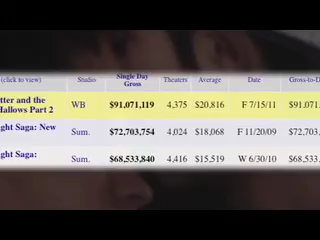 (click to view) Studio Single Day Gross Theaters Average Date Gross-to-D
tter and the Hallows Part 2 WB $91,071,119 4,375 $20,816 F 7/15/11 $91,071,
ght Saga: New Sum. $72,703,754 4,024 $18,068 F 11/20/09 $72,703,
ght Saga: Sum. $68,533,840 4,416 $15,519 W 6/30/10 $68,533,